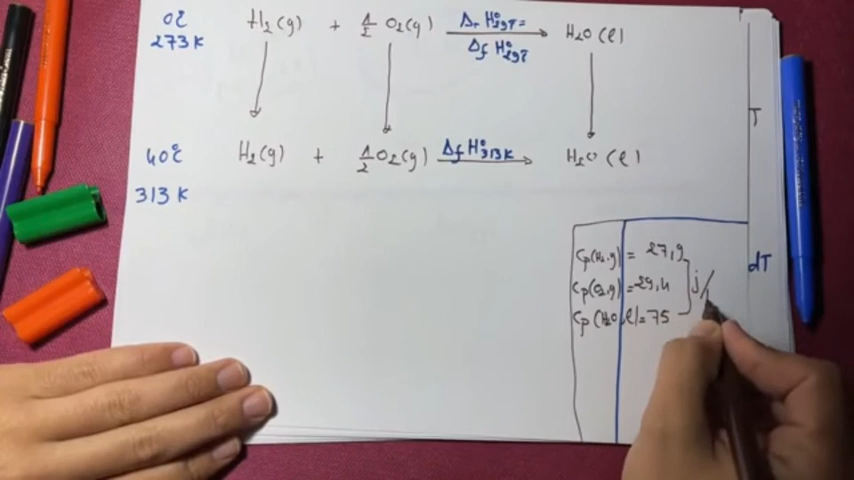 0℃ H₂(g) + 1/2 O₂(g) ΔrH°298= H₂O(l)
273 K ΔfH°298
T
40℃ H₂(g) + 1/2 O₂(g) ΔfH°313K H₂O(l)
313 K
Cp(H₂,g) = 27,9
dT
Cp(O₂,g) = 29,4 j/
Cp(H₂O,l) = 75